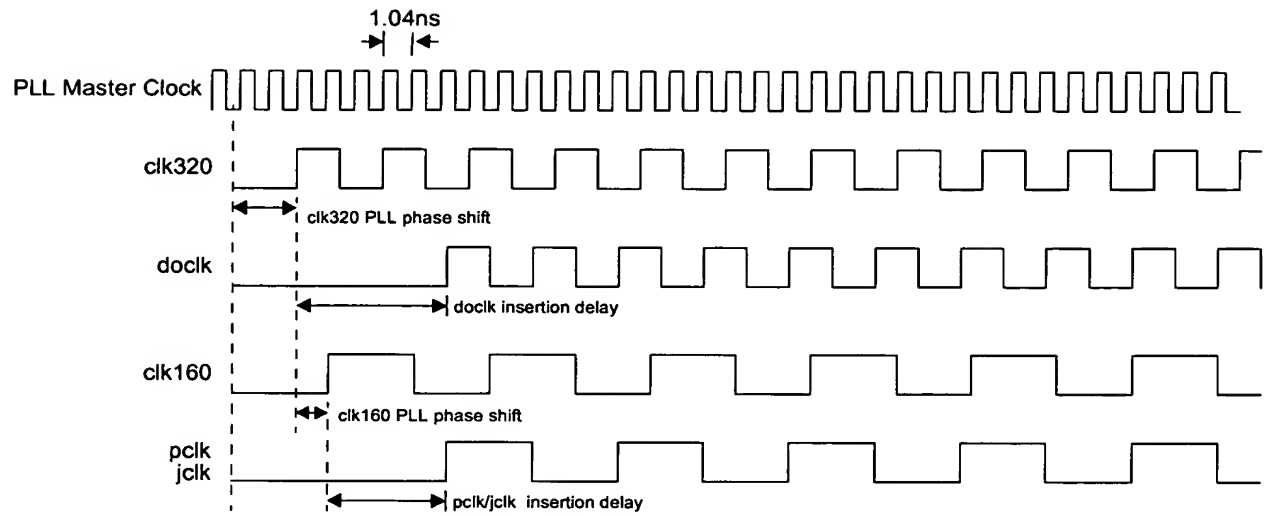 1.04ns
PLL Master Clock
clk320
clk320 PLL phase shift
doclk
doclk insertion delay
clk160
clk160 PLL phase shift
pclk
jclk
pclk/jclk insertion delay